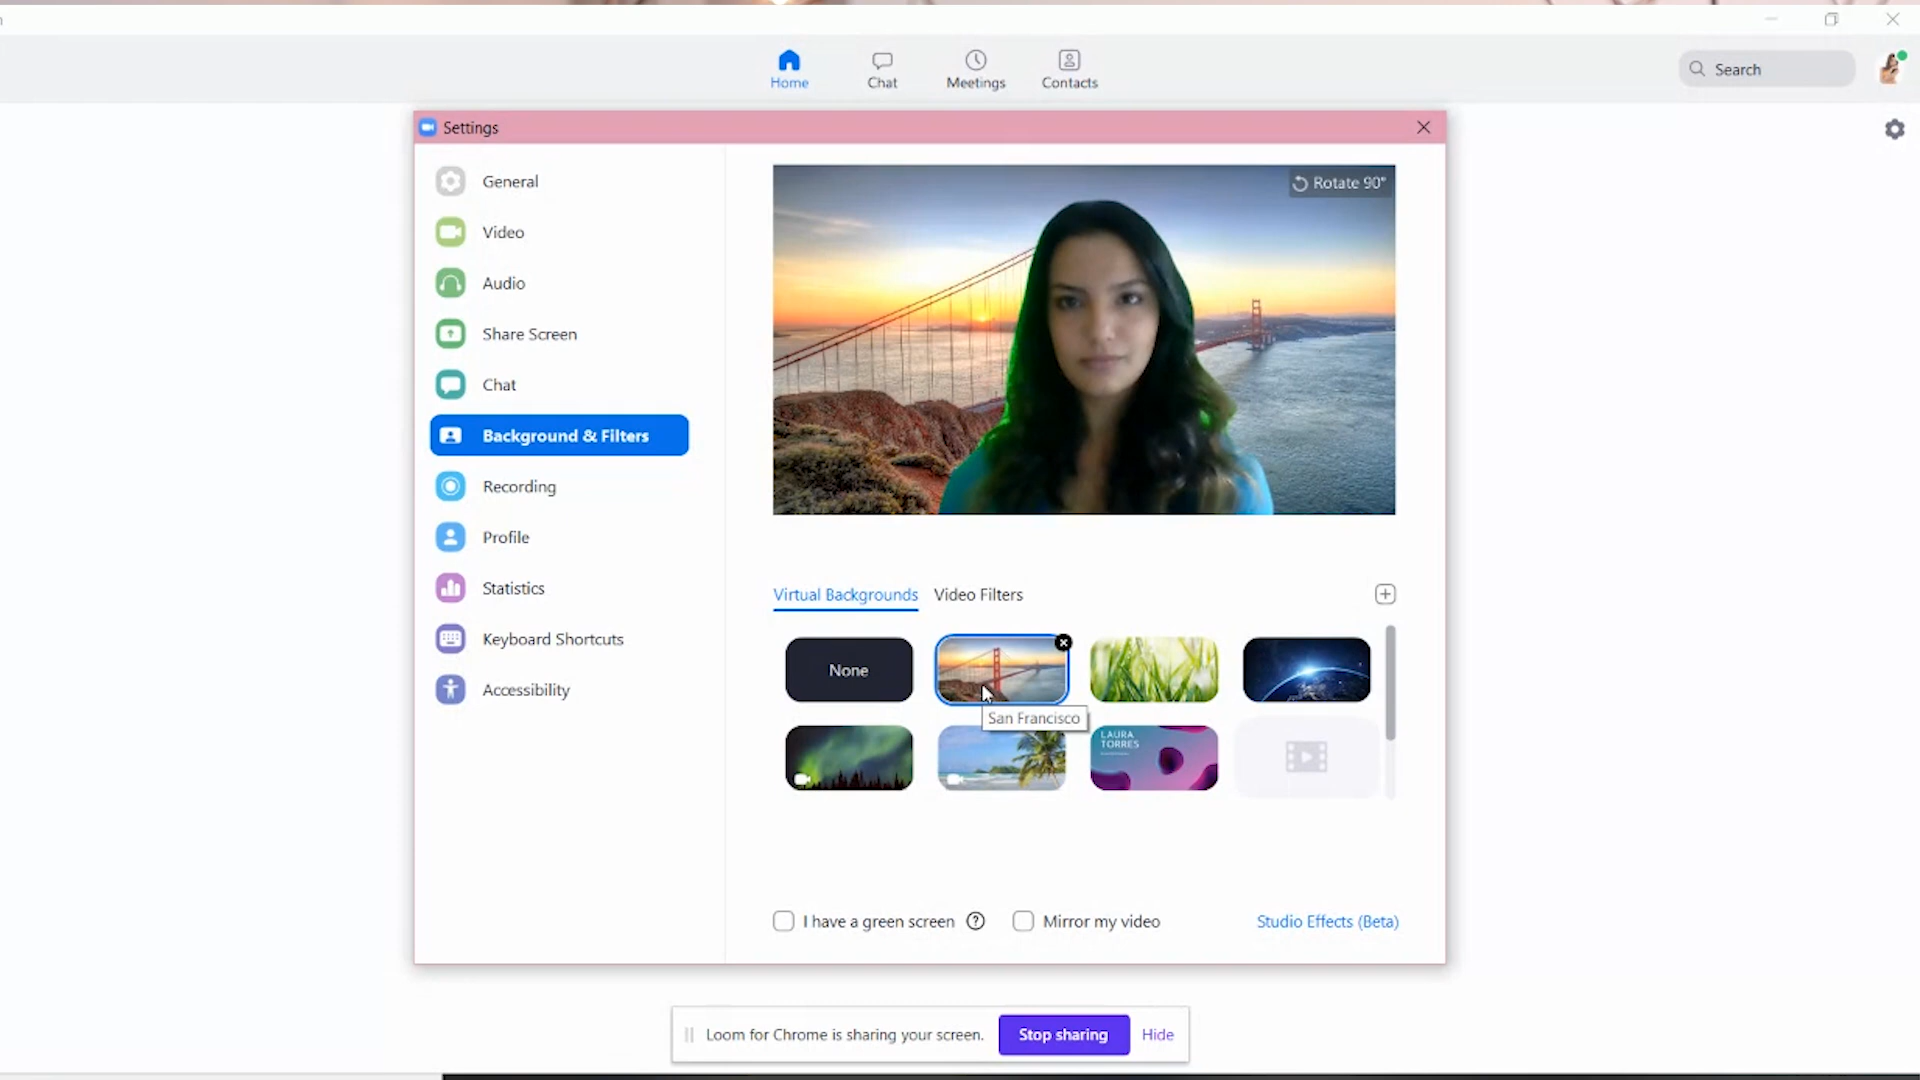 Home
Chat
Meetings
Contacts
Search
Settings
General
Video
Audio
Share Screen
Chat
Background & Filters
Recording
Profile
Statistics
Keyboard Shortcuts
Accessibility
Rotate 90°
Virtual Backgrounds
Video Filters
None
San Francisco
LAURA
TORRES
I have a green screen
Mirror my video
Studio Effects (Beta)
Loom for Chrome is sharing your screen.
Stop sharing
Hide